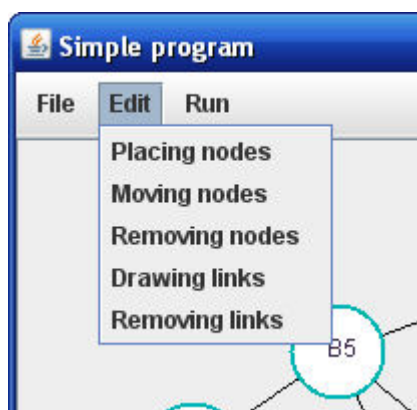 Simple program
File Edit Run
Placing nodes
Moving nodes
Removing nodes
Drawing links
Removing links
B5